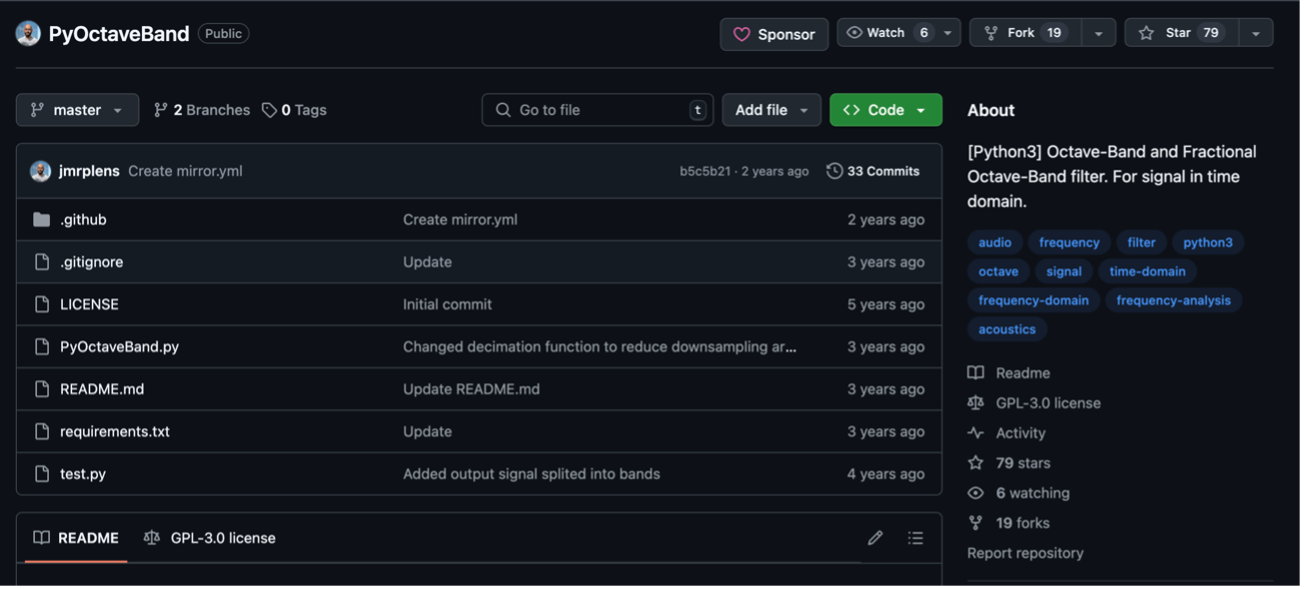 PyOctaveBand Public Sponsor Watch 6 Fork 19 Star 79
master 2 Branches 0 Tags Go to file t Add file Code
jmrplens Create mirror.yml b5c5b21 · 2 years ago 33 Commits
.github Create mirror.yml 2 years ago
.gitignore Update 3 years ago
LICENSE Initial commit 5 years ago
PyOctaveBand.py Changed decimation function to reduce downsampling ar... 3 years ago
README.md Update README.md 3 years ago
requirements.txt Update 3 years ago
test.py Added output signal splited into bands 4 years ago
README GPL-3.0 license
About
[Python3] Octave-Band and Fractional
Octave-Band filter. For signal in time
domain.
audio frequency filter python3
octave signal time-domain
frequency-domain frequency-analysis
acoustics
Readme
GPL-3.0 license
Activity
79 stars
6 watching
19 forks
Report repository